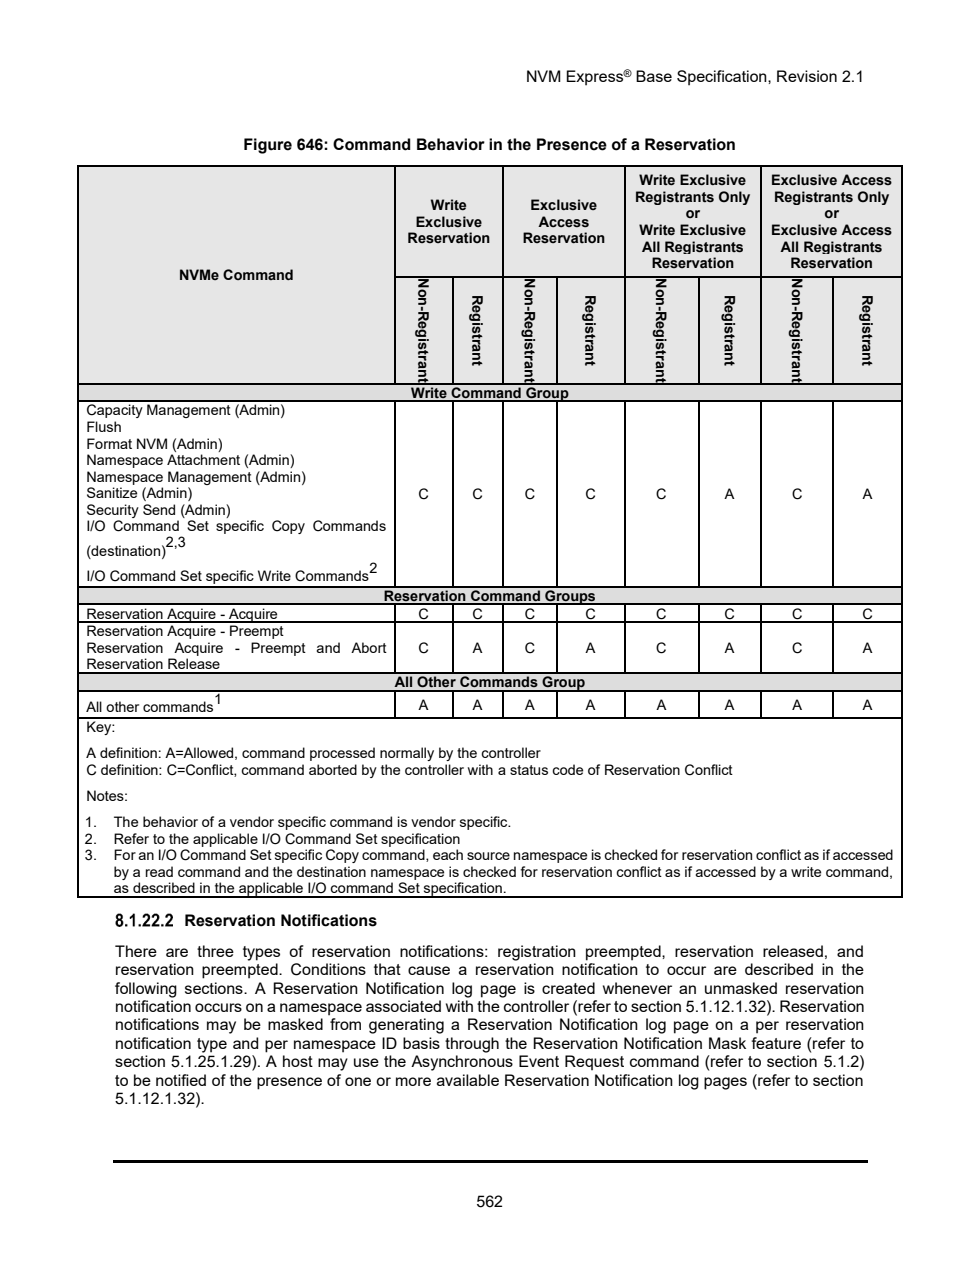 NVM Express® Base Specification, Revision 2.1
Figure 646: Command Behavior in the Presence of a Reservation
NVMe Command
Write
Exclusive
Reservation
Exclusive
Access
Reservation
Write Exclusive
Registrants Only
or
Write Exclusive
All Registrants
Reservation
Exclusive Access
Registrants Only
or
Exclusive Access
All Registrants
Reservation
Non-Registrant
Registrant
Non-Registrant
Registrant
Non-Registrant
Registrant
Non-Registrant
Registrant
Write Command Group
Capacity Management (Admin)
Flush
Format NVM (Admin)
Namespace Attachment (Admin)
Namespace Management (Admin)
Sanitize (Admin)
Security Send (Admin)
I/O Command Set specific Copy Commands
(destination)2,3
I/O Command Set specific Write Commands2
C C C C C A C A
Reservation Command Groups
Reservation Acquire - Acquire C C C C C C C C
Reservation Acquire - Preempt
Reservation Acquire - Preempt and Abort
Reservation Release
C A C A C A C A
All Other Commands Group
All other commands1 A A A A A A A A
Key:
A definition: A=Allowed, command processed normally by the controller
C definition: C=Conflict, command aborted by the controller with a status code of Reservation Conflict
Notes:
1. The behavior of a vendor specific command is vendor specific.
2. Refer to the applicable I/O Command Set specification
3. For an I/O Command Set specific Copy command, each source namespace is checked for reservation conflict as if accessed
by a read command and the destination namespace is checked for reservation conflict as if accessed by a write command,
as described in the applicable I/O command Set specification.
8.1.22.2 Reservation Notifications
There are three types of reservation notifications: registration preempted, reservation released, and
reservation preempted. Conditions that cause a reservation notification to occur are described in the
following sections. A Reservation Notification log page is created whenever an unmasked reservation
notification occurs on a namespace associated with the controller (refer to section 5.1.12.1.32). Reservation
notifications may be masked from generating a Reservation Notification log page on a per reservation
notification type and per namespace ID basis through the Reservation Notification Mask feature (refer to
section 5.1.25.1.29). A host may use the Asynchronous Event Request command (refer to section 5.1.2)
to be notified of the presence of one or more available Reservation Notification log pages (refer to section
5.1.12.1.32).
562